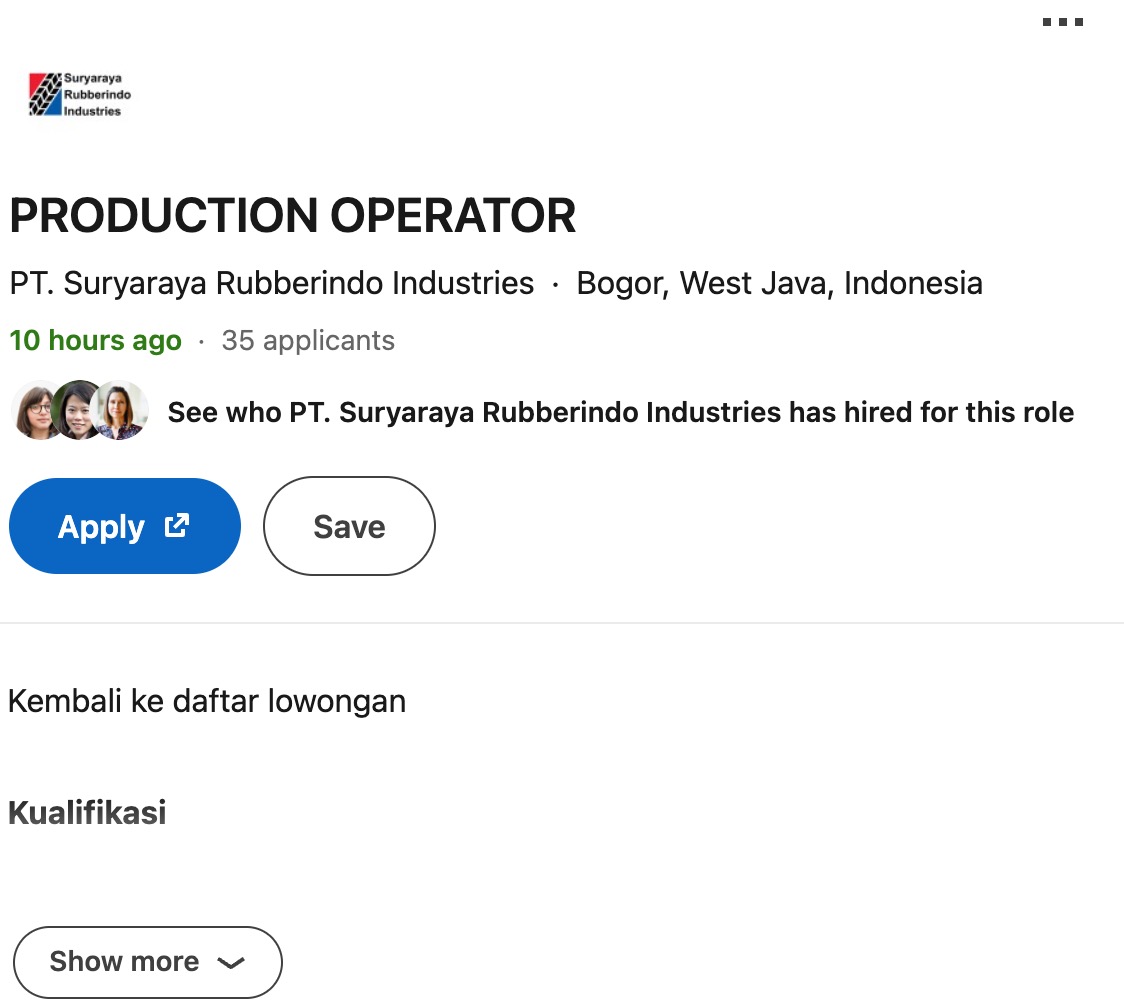 Suryaraya
Rubberindo
Industries
PRODUCTION OPERATOR
PT. Suryaraya Rubberindo Industries · Bogor, West Java, Indonesia
10 hours ago · 35 applicants
See who PT. Suryaraya Rubberindo Industries has hired for this role
Apply Save
Kembali ke daftar lowongan
Kualifikasi
Show more